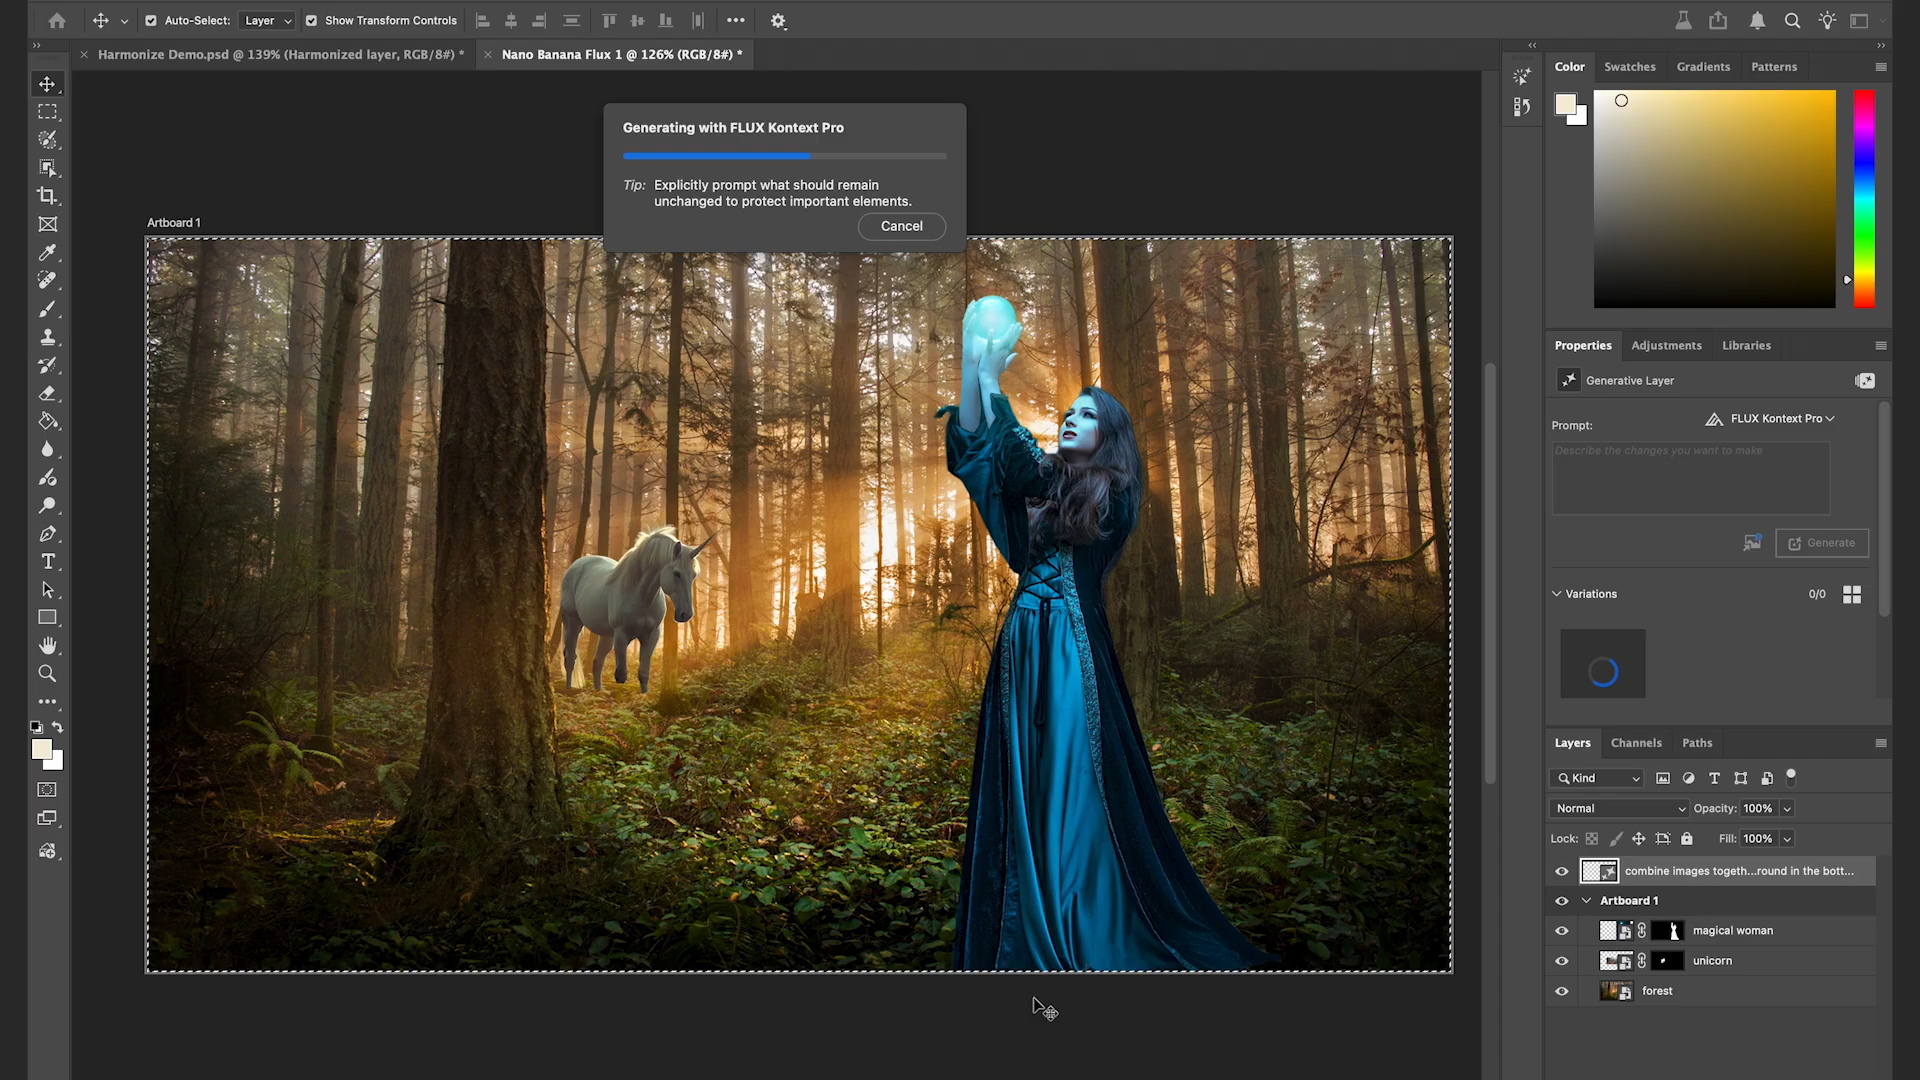 Auto-Select: Layer Show Transform Controls
Harmonize Demo.psd @ 139% (Harmonized layer, RGB/8#) *
Nano Banana Flux 1 @ 126% (RGB/8#) *
Generating with FLUX Kontext Pro
Tip: Explicitly prompt what should remain
unchanged to protect important elements.
Cancel
Artboard 1
Color Swatches Gradients Patterns
Properties Adjustments Libraries
Generative Layer
Prompt: FLUX Kontext Pro
Describe the changes you want to make
Generate
Variations 0/0
Layers Channels Paths
Kind
Normal Opacity: 100%
Lock: Fill: 100%
combine images togeth...round in the bott...
Artboard 1
magical woman
unicorn
forest